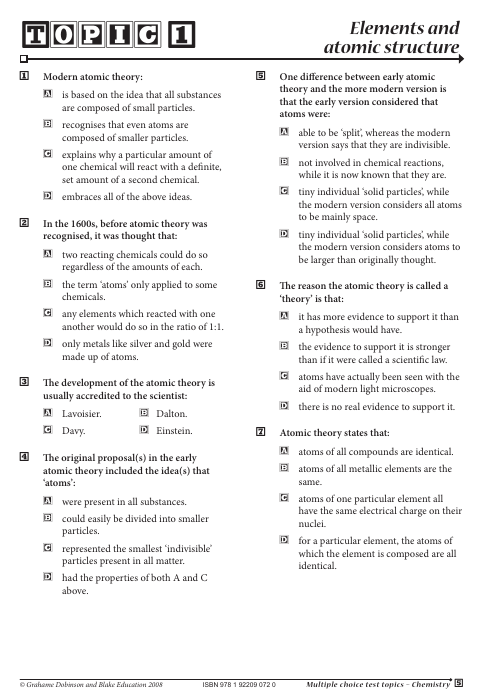 TOPIC 1
Elements and
atomic structure
1 Modern atomic theory:
A is based on the idea that all substances
are composed of small particles.
B recognises that even atoms are
composed of smaller particles.
C explains why a particular amount of
one chemical will react with a definite,
set amount of a second chemical.
D embraces all of the above ideas.
2 In the 1600s, before atomic theory was
recognised, it was thought that:
A two reacting chemicals could do so
regardless of the amounts of each.
B the term ‘atoms’ only applied to some
chemicals.
C any elements which reacted with one
another would do so in the ratio of 1:1.
D only metals like silver and gold were
made up of atoms.
3 The development of the atomic theory is
usually accredited to the scientist:
A Lavoisier. B Dalton.
C Davy. D Einstein.
4 The original proposal(s) in the early
atomic theory included the idea(s) that
‘atoms’:
A were present in all substances.
B could easily be divided into smaller
particles.
C represented the smallest ‘indivisible’
particles present in all matter.
D had the properties of both A and C
above.
5 One difference between early atomic
theory and the more modern version is
that the early version considered that
atoms were:
A able to be ‘split’, whereas the modern
version says that they are indivisible.
B not involved in chemical reactions,
while it is now known that they are.
C tiny individual ‘solid particles’, while
the modern version considers all atoms
to be mainly space.
D tiny individual ‘solid particles’, while
the modern version considers atoms to
be larger than originally thought.
6 The reason the atomic theory is called a
‘theory’ is that:
A it has more evidence to support it than
a hypothesis would have.
B the evidence to support it is stronger
than if it were called a scientific law.
C atoms have actually been seen with the
aid of modern light microscopes.
D there is no real evidence to support it.
7 Atomic theory states that:
A atoms of all compounds are identical.
B atoms of all metallic elements are the
same.
C atoms of one particular element all
have the same electrical charge on their
nuclei.
D for a particular element, the atoms of
which the element is composed are all
identical.
© Grahame Dobinson and Blake Education 2008 ISBN 978 1 92209 072 0 Multiple choice test topics – Chemistry 5